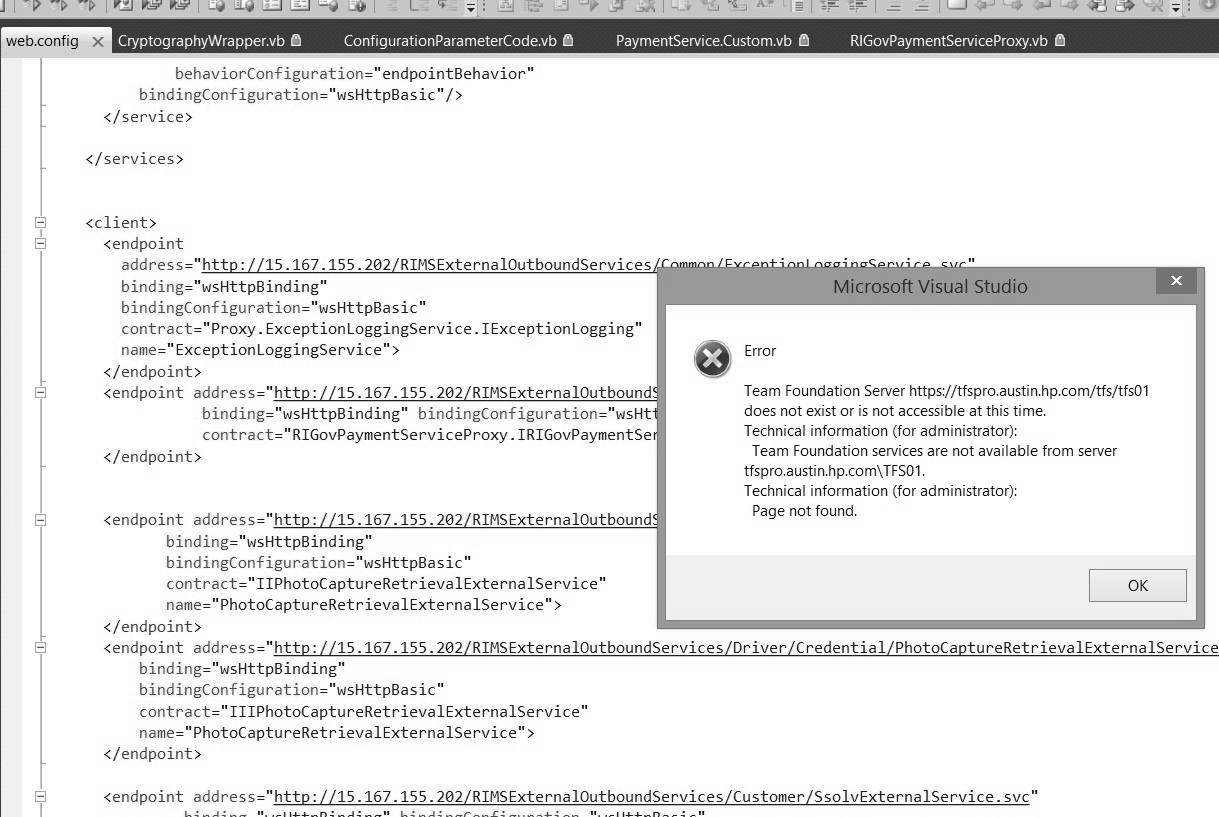 web.config CryptographyWrapper.vb ConfigurationParameterCode.vb PaymentService.Custom.vb RIGovPaymentServiceProxy.vb
behaviorConfiguration="endpointBehavior"
bindingConfiguration="wsHttpBasic"/>
</service>
</services>
<client>
<endpoint
address="http://15.167.155.202/RIMSExternalOutboundServices/Common/ExceptionLoggingService.svc"
binding="wsHttpBinding"
bindingConfiguration="wsHttpBasic"
contract="Proxy.ExceptionLoggingService.IExceptionLogging"
name="ExceptionLoggingService">
</endpoint>
<endpoint address="http://15.167.155.202/RIMSExternalOutboundS
binding="wsHttpBinding" bindingConfiguration="wsHtt
contract="RIGovPaymentServiceProxy.IRIGovPaymentSer
</endpoint>
<endpoint address="http://15.167.155.202/RIMSExternalOutboundS
binding="wsHttpBinding"
bindingConfiguration="wsHttpBasic"
contract="IIPhotoCaptureRetrievalExternalService"
name="PhotoCaptureRetrievalExternalService">
</endpoint>
<endpoint address="http://15.167.155.202/RIMSExternalOutboundServices/Driver/Credential/PhotoCaptureRetrievalExternalService
binding="wsHttpBinding"
bindingConfiguration="wsHttpBasic"
contract="IIIPhotoCaptureRetrievalExternalService"
name="PhotoCaptureRetrievalExternalService">
</endpoint>
<endpoint address="http://15.167.155.202/RIMSExternalOutboundServices/Customer/SsolvExternalService.svc"
binding="wsHttpBinding" bindingConfiguration="wsHttpBasic"
Microsoft Visual Studio
Error
Team Foundation Server https://tfspro.austin.hp.com/tfs/tfs01
does not exist or is not accessible at this time.
Technical information (for administrator):
Team Foundation services are not available from server
tfspro.austin.hp.com\TFS01.
Technical information (for administrator):
Page not found.
OK